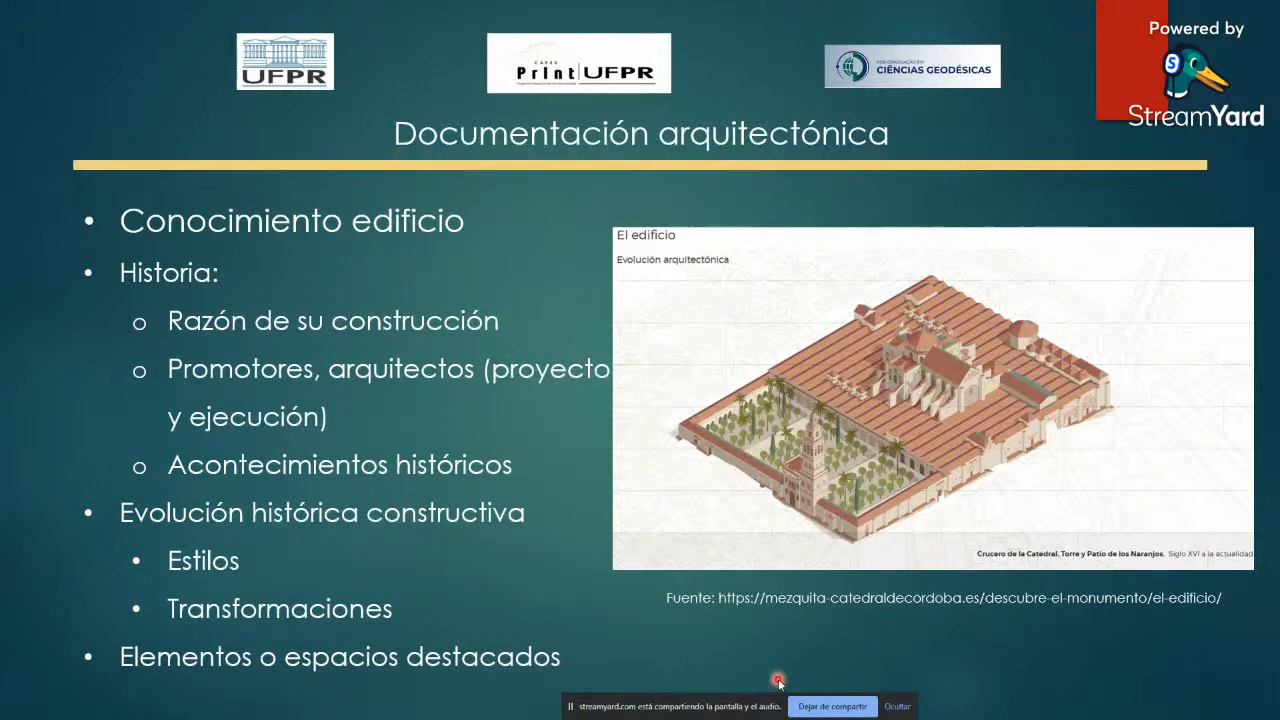 UFPR
CAPES
Print UFPR
CIÊNCIAS GEODÉSICAS
Powered by
StreamYard
Documentación arquitectónica
• Conocimiento edificio
• Historia:
o Razón de su construcción
o Promotores, arquitectos (proyecto
y ejecución)
o Acontecimientos históricos
• Evolución histórica constructiva
• Estilos
• Transformaciones
• Elementos o espacios destacados
El edificio
Evolución arquitectónica
Crucero de la Catedral, Torre y Patio de los Naranjos. Siglo XVI a la actualidad
Fuente: https://mezquita-catedraldecordoba.es/descubre-el-monumento/el-edificio/
streamyard.com está compartiendo la pantalla y el audio. Dejar de compartir Ocultar